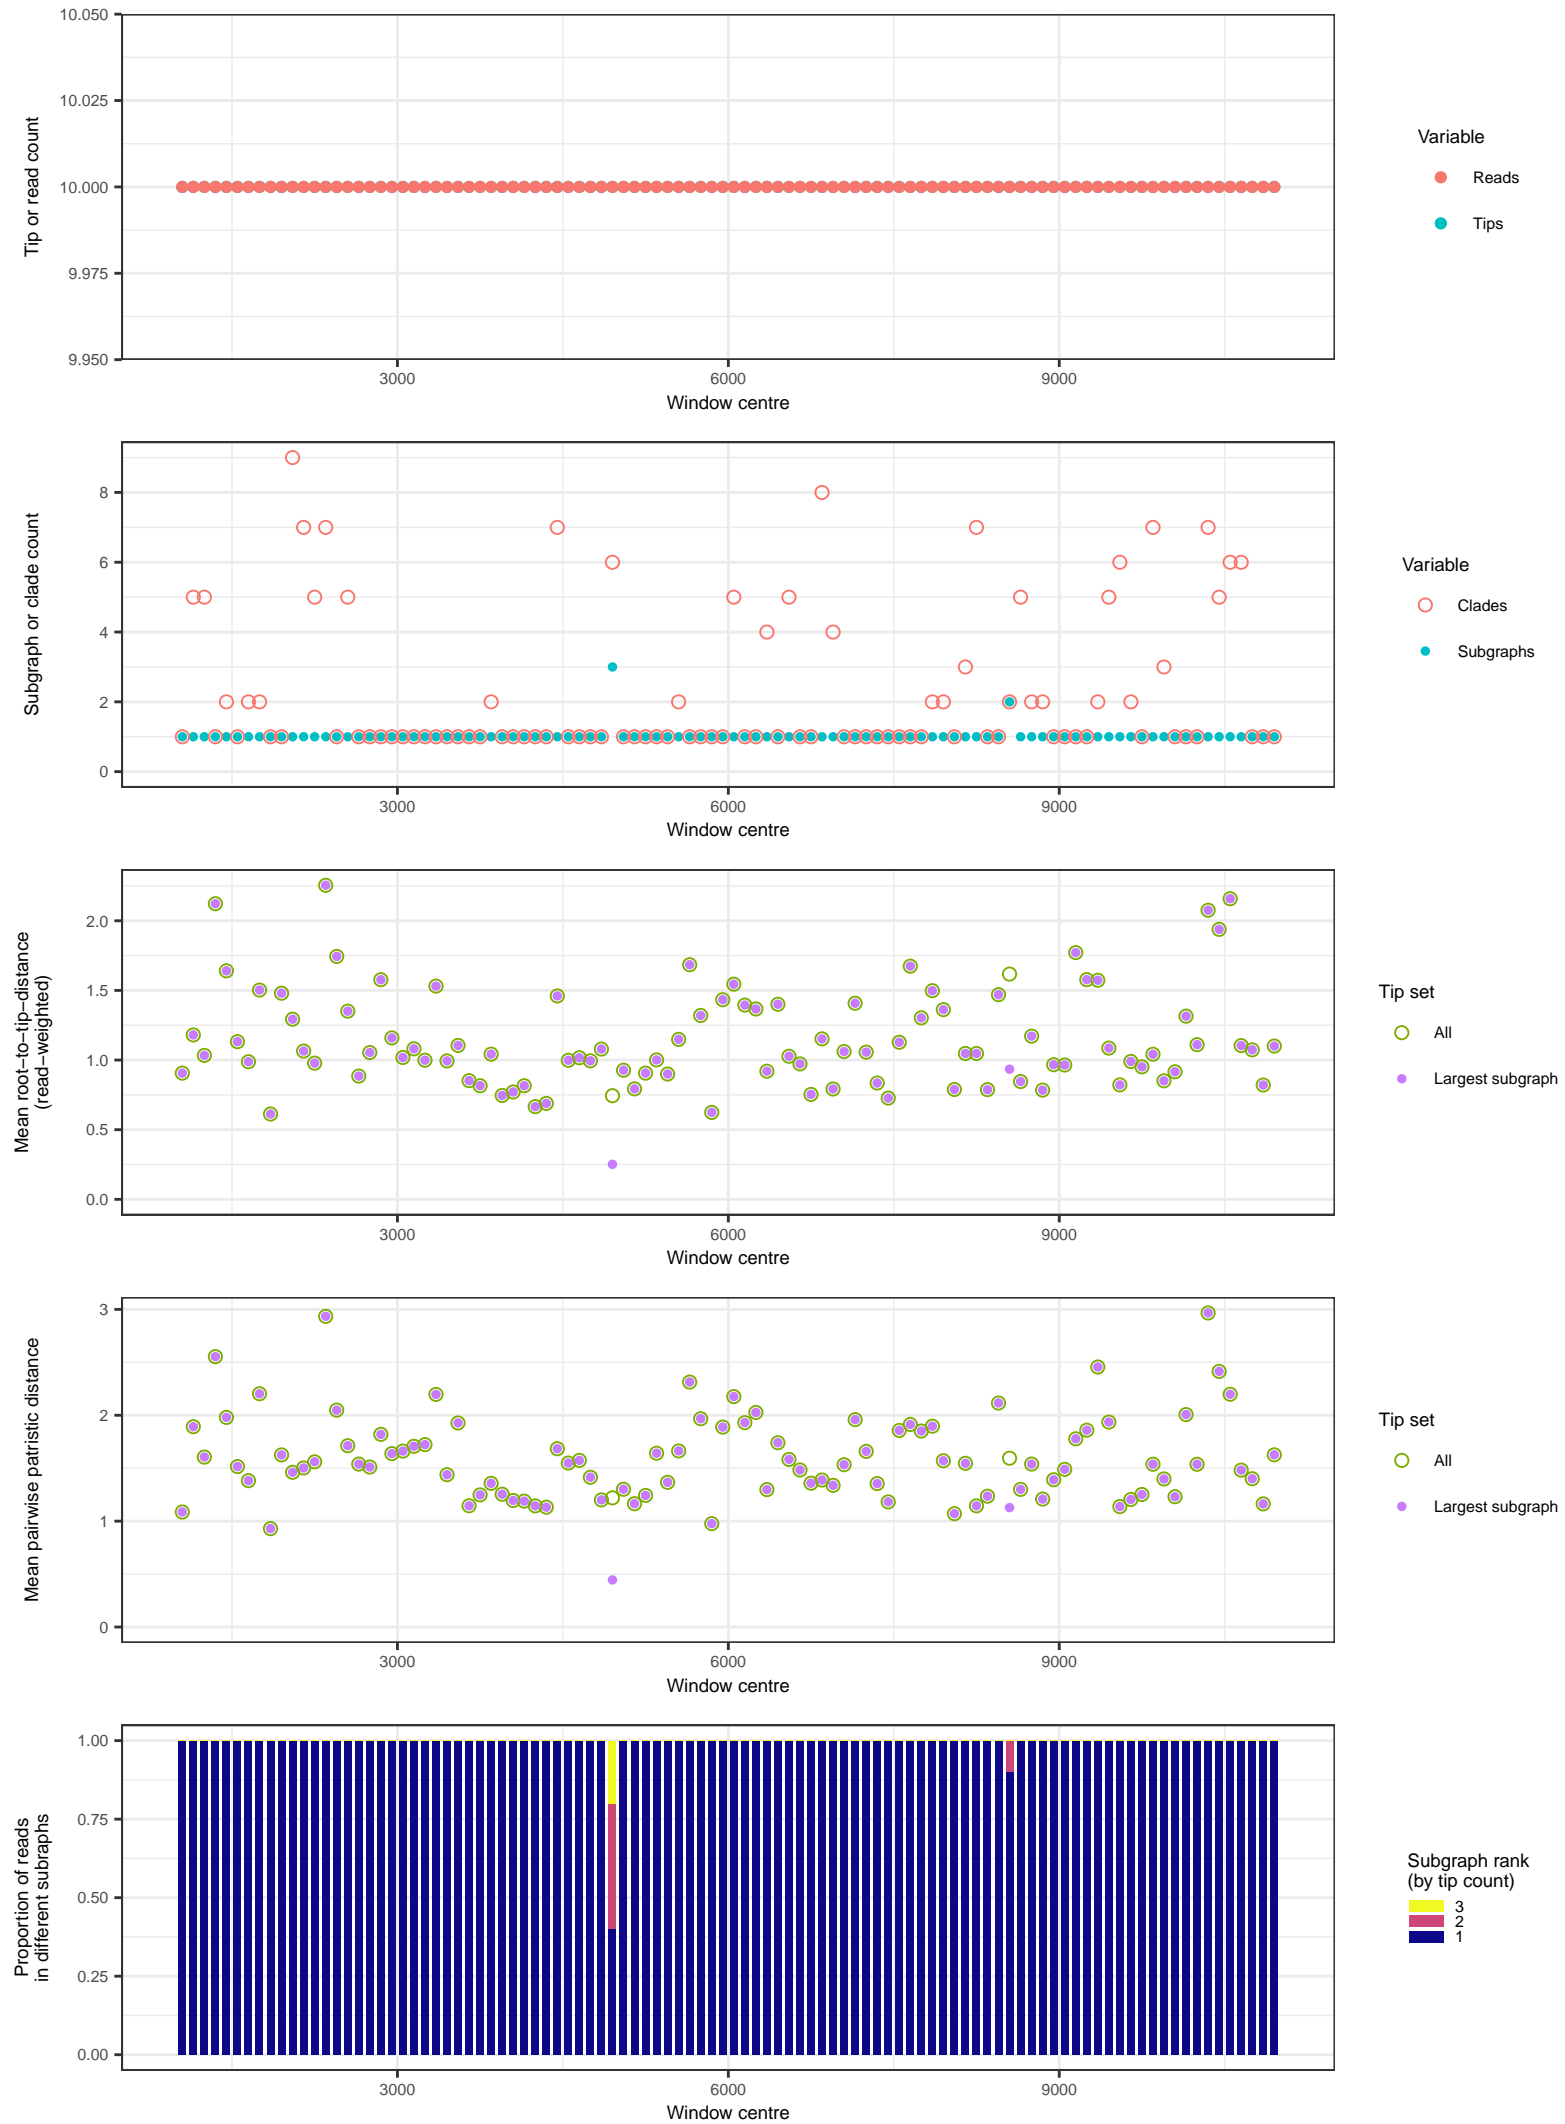 10.050
10.025
10.000
9.975
9.950
Tip or read count
3000 6000 9000
Window centre
Variable
Reads
Tips
8
6
4
2
0
Subgraph or clade count
3000 6000 9000
Window centre
Variable
Clades
Subgraphs
2.0
1.5
1.0
0.5
0.0
Mean root−to−tip−distance
(read−weighted)
3000 6000 9000
Window centre
Tip set
All
Largest subgraph
3
2
1
0
Mean pairwise patristic distance
3000 6000 9000
Window centre
Tip set
All
Largest subgraph
1.00
0.75
0.50
0.25
0.00
Proportion of reads
in different subraphs
3000 6000 9000
Window centre
Subgraph rank
(by tip count)
3
2
1